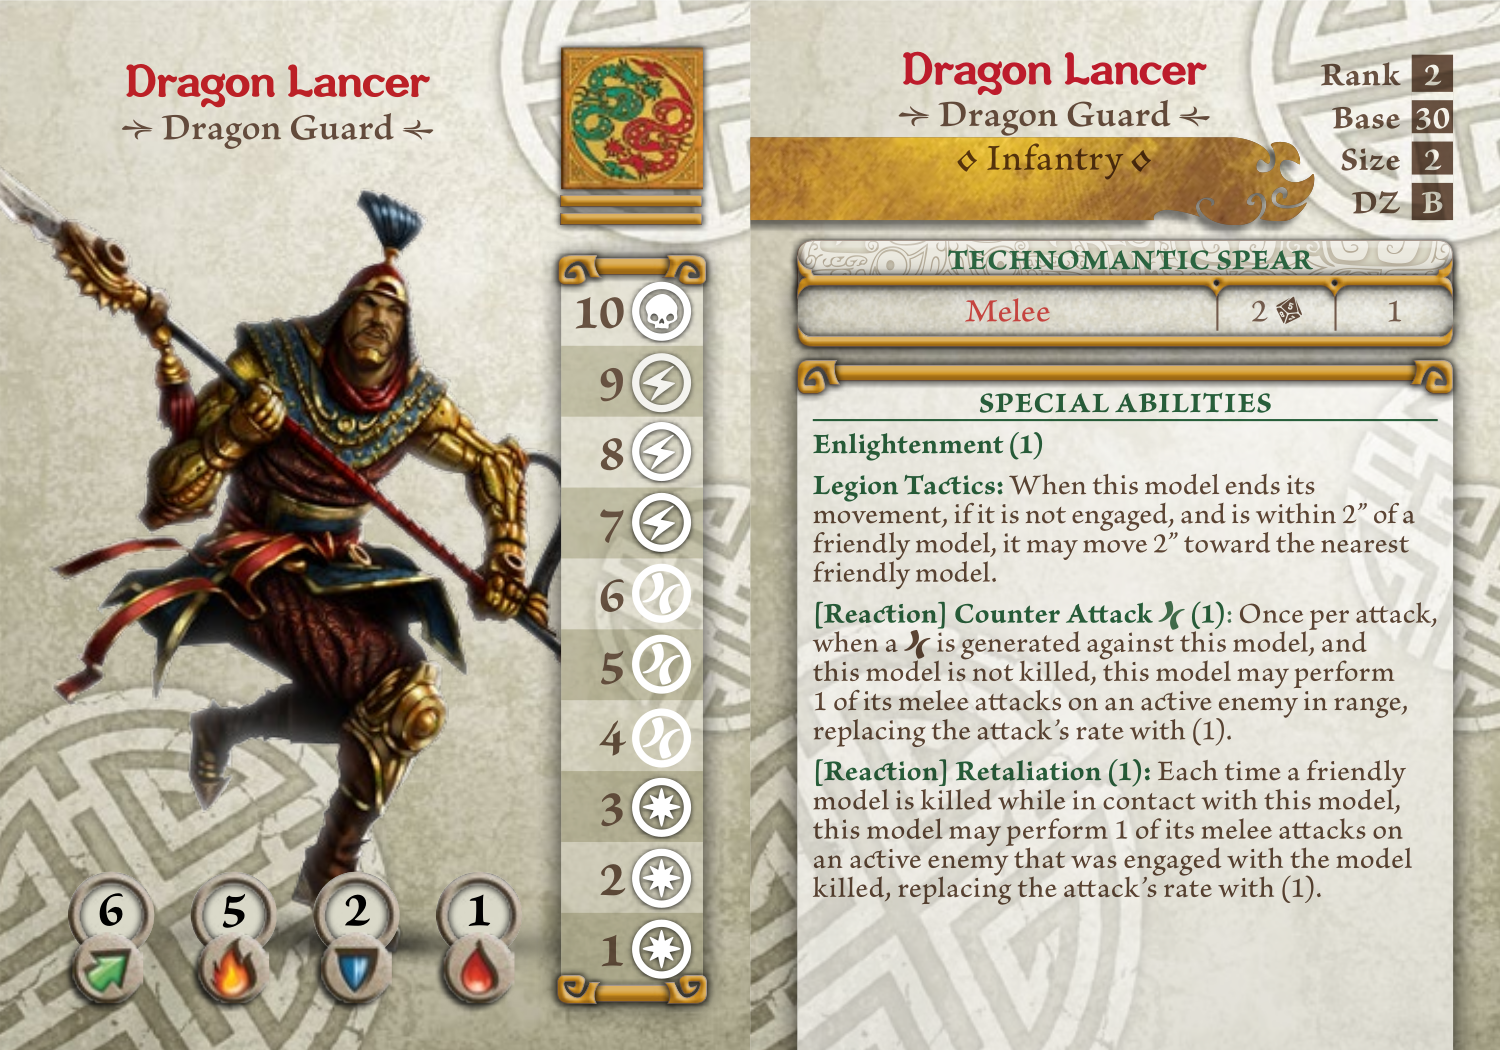 Dragon Lancer
Dragon Guard
10
9
8
7
6
5
4
3
2
1
6 5 2 1
Dragon Lancer
Dragon Guard
Infantry
Rank 2
Base 30
Size 2
DZ B
TECHNOMANTIC SPEAR
Melee 2 1
SPECIAL ABILITIES
Enlightenment (1)
Legion Tactics: When this model ends its
movement, if it is not engaged, and is within 2” of a
friendly model, it may move 2” toward the nearest
friendly model.
[Reaction] Counter Attack (1): Once per attack,
when a is generated against this model, and
this model is not killed, this model may perform
1 of its melee attacks on an active enemy in range,
replacing the attack’s rate with (1).
[Reaction] Retaliation (1): Each time a friendly
model is killed while in contact with this model,
this model may perform 1 of its melee attacks on
an active enemy that was engaged with the model
killed, replacing the attack’s rate with (1).